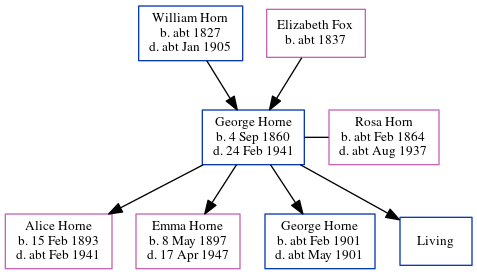 William Horn
b. abt 1827
d. abt Jan 1905
Elizabeth Fox
b. abt 1837
George Horne
b. 4 Sep 1860
d. 24 Feb 1941
Rosa Horn
b. abt Feb 1864
d. abt Aug 1937
Alice Horne
b. 15 Feb 1893
d. abt Feb 1941
Emma Horne
b. 8 May 1897
d. 17 Apr 1947
George Horne
b. abt Feb 1901
d. abt May 1901
Living